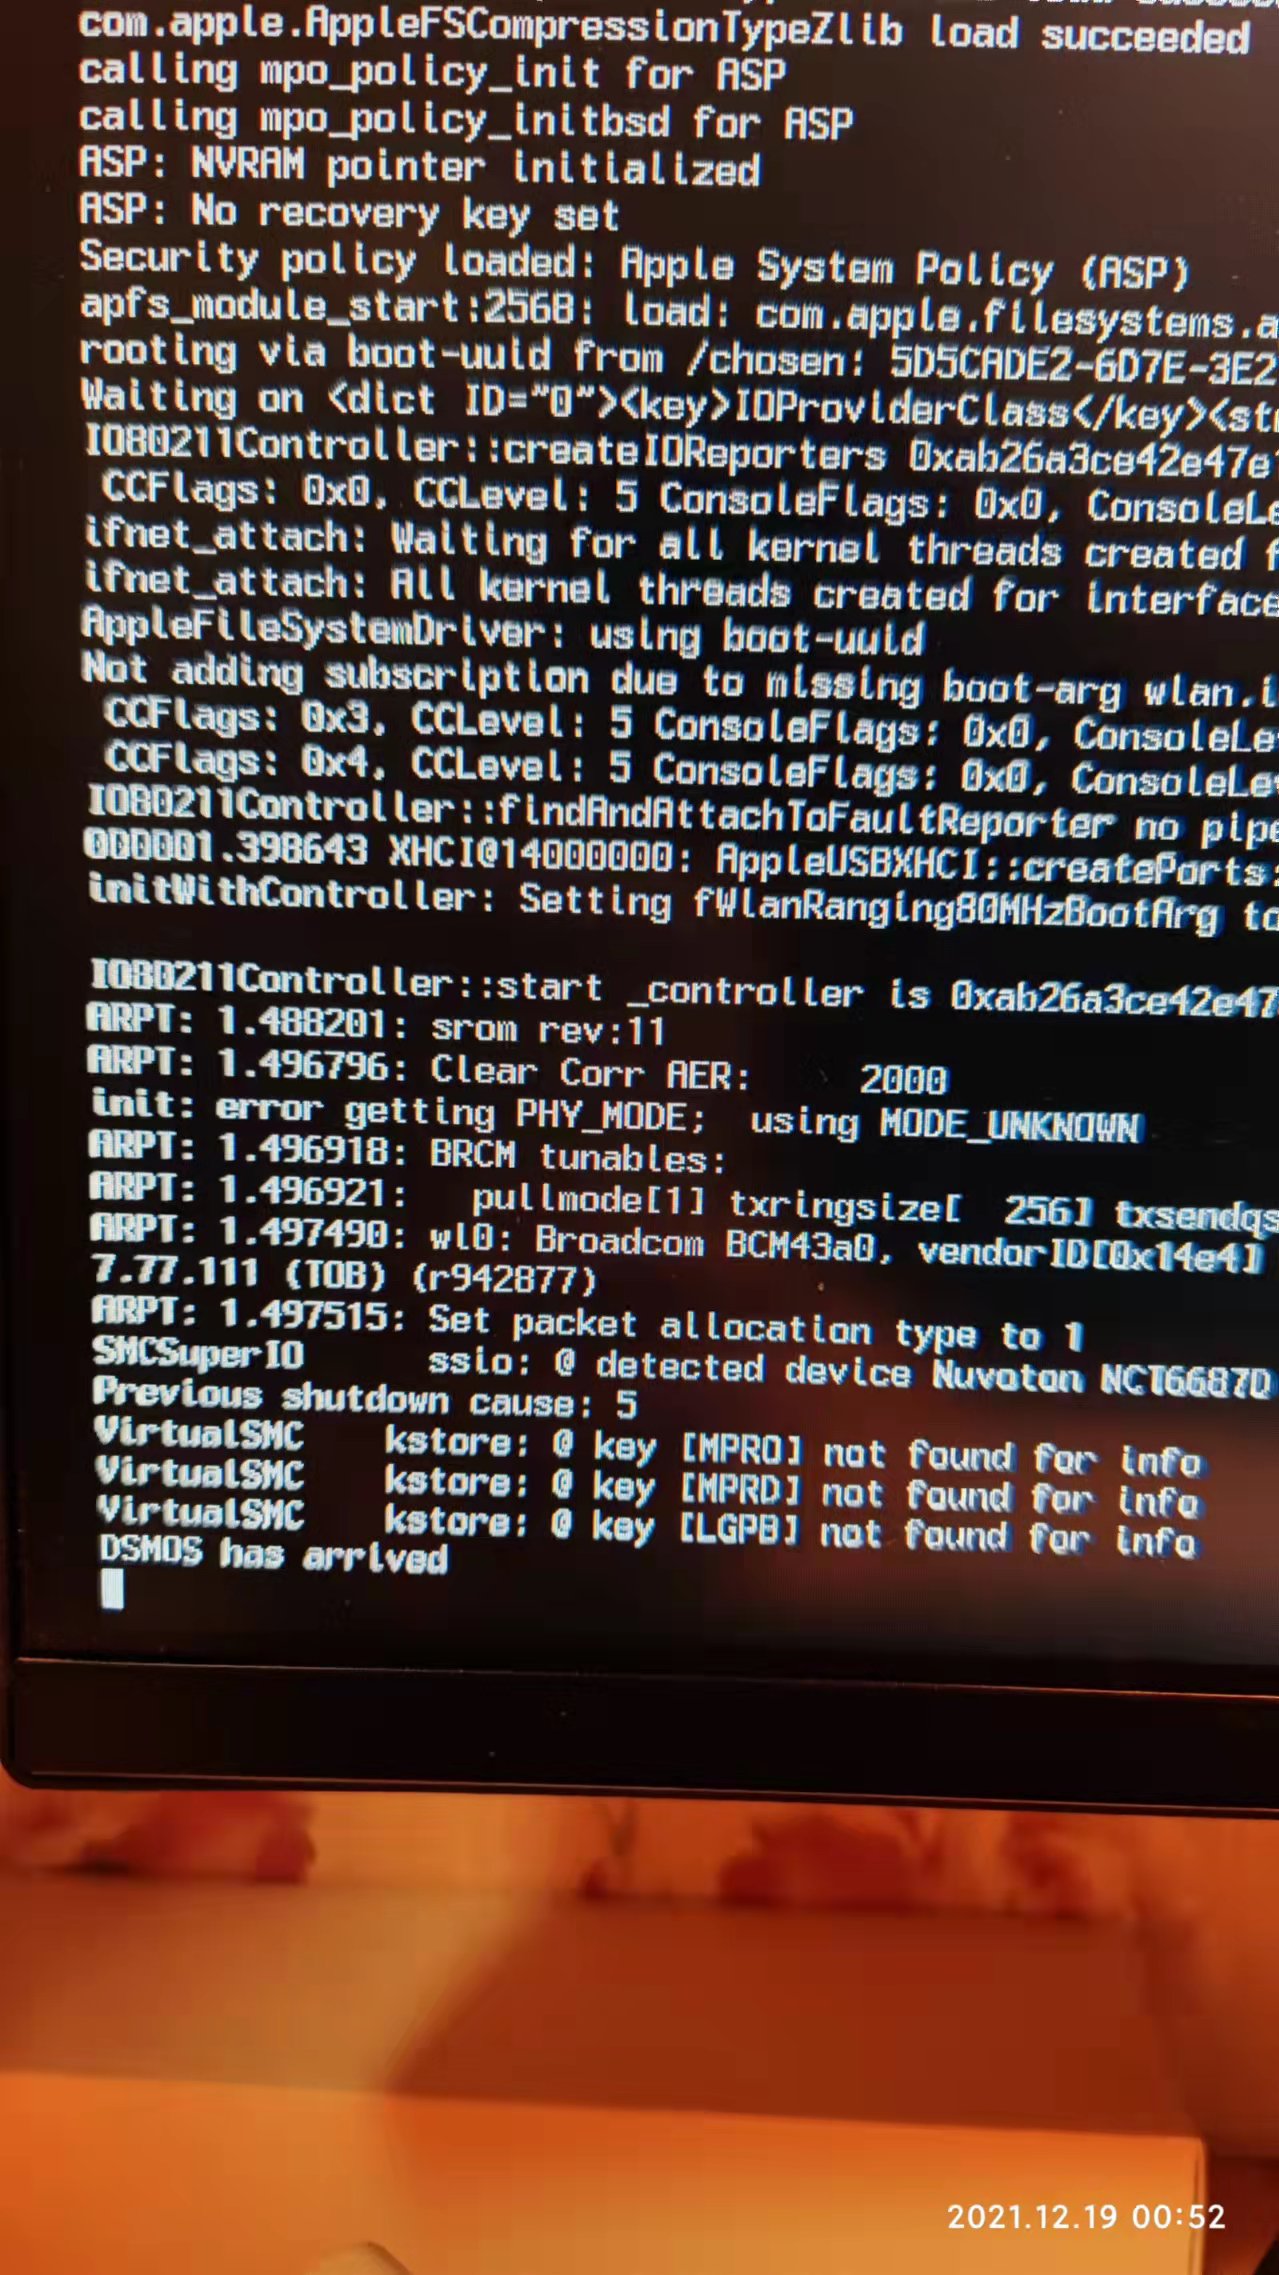 com.apple.AppleFSCompressionTypeZlib load succeeded
calling mpo_policy_init for ASP
calling mpo_policy_initbsd for ASP
ASP: NVRAM pointer initialized
ASP: No recovery key set
Security policy loaded: Apple System Policy (ASP)
apfs_module_start:2568: load: com.apple.filesystems.a
rooting via boot-uuid from /chosen: 5D5CADE2-6D7E-3E2
Waiting on <dict ID="0"><key>IOProviderClass</key><str
IO80211Controller::createIOReporters 0xab26a3ce42e47e
CCFlags: 0x0, CCLevel: 5 ConsoleFlags: 0x0, ConsoleLe
ifnet_attach: Waiting for all kernel threads created f
ifnet_attach: All kernel threads created for interface
AppleFileSystemDriver: using boot-uuid
Not adding subscription due to missing boot-arg wlan.i
CCFlags: 0x3, CCLevel: 5 ConsoleFlags: 0x0, ConsoleLe
CCFlags: 0x4, CCLevel: 5 ConsoleFlags: 0x0, ConsoleLe
IO80211Controller::findAndAttachToFaultReporter no pipe
000001.398643 XHCI@14000000: AppleUSBXHCI::createPorts:
initWithController: Setting fWlanRanging80MHzBootArg to
IO80211Controller::start _controller is 0xab26a3ce42e47
ARPT: 1.488201: srom rev:11
ARPT: 1.496796: Clear Corr AER: 2000
init: error getting PHY_MODE; using MODE_UNKNOWN
ARPT: 1.496918: BRCM tunables:
ARPT: 1.496921: pullmode[1] txringsize[ 256] txsendqs
ARPT: 1.497490: wl0: Broadcom BCM43a0, vendorID[0x14e4]
7.77.111 (TOB) (r942877)
ARPT: 1.497515: Set packet allocation type to 1
SMCSuperIO ssio: @ detected device Nuvoton NCT6687D
Previous shutdown cause: 5
VirtualSMC kstore: @ key [MPRO] not found for info
VirtualSMC kstore: @ key [MPRD] not found for info
VirtualSMC kstore: @ key [LGPB] not found for info
DSMOS has arrived
2021.12.19 00:52